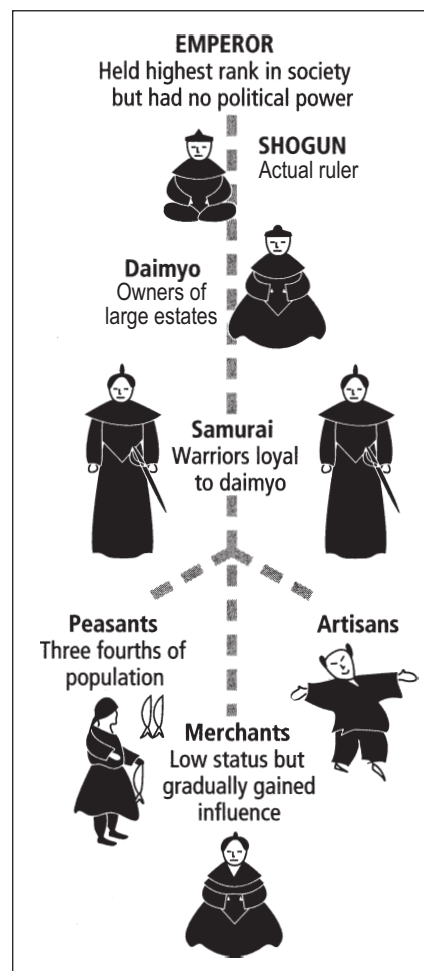 EMPEROR
Held highest rank in society
but had no political power
SHOGUN
Actual ruler
Daimyo
Owners of
large estates
Samurai
Warriors loyal
to daimyo
Peasants
Three fourths of
population
Artisans
Merchants
Low status but
gradually gained
influence